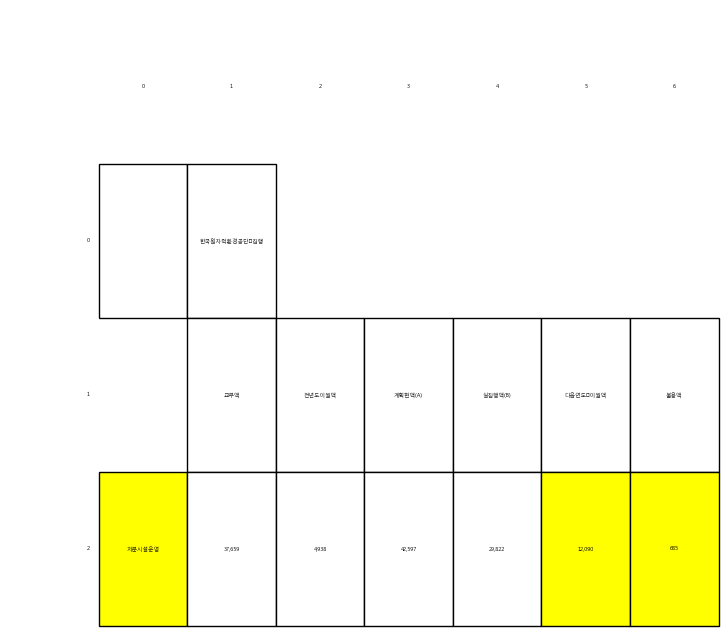 0 1 2 3 4 5 6
0 한국원자력환경공단□집행
1 교부액 전년도이월액 계획현액(A) 실집행액(B) 다음연도□이월액 불용액
2 처분시설운영 37,659 4,938 42,597 29,822 12,090 685